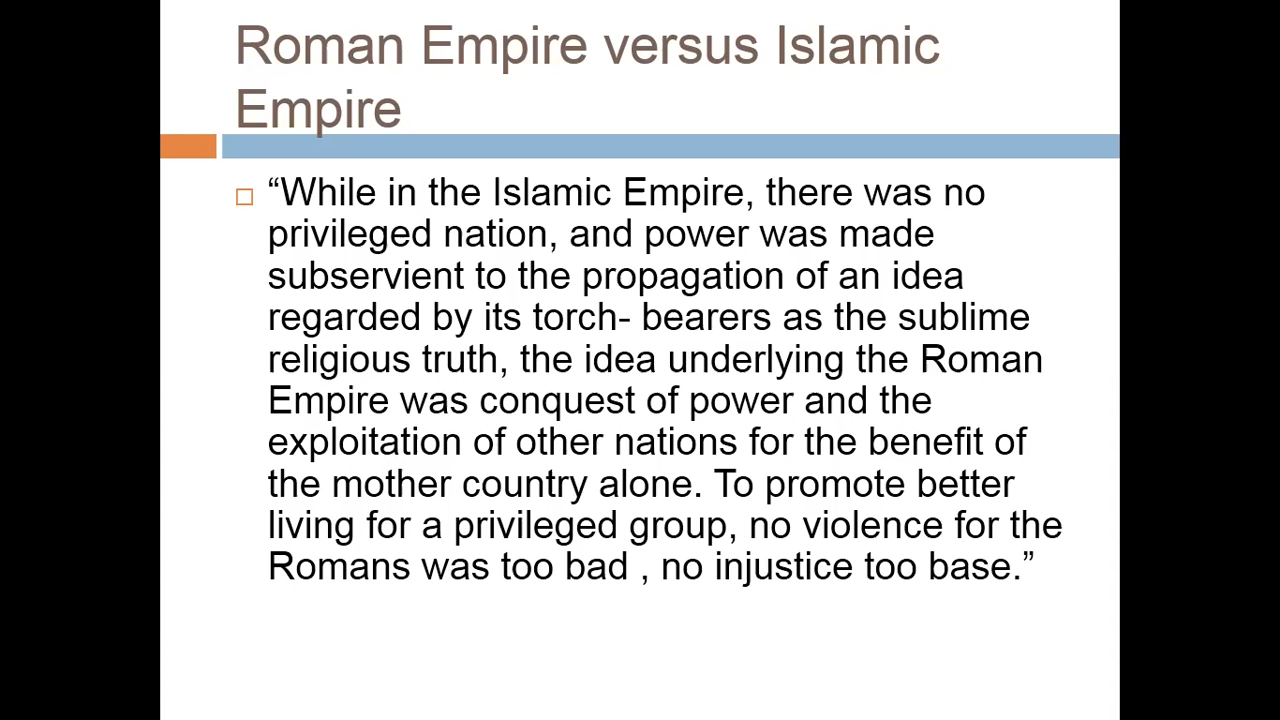 Roman Empire versus Islamic
Empire
“While in the Islamic Empire, there was no
privileged nation, and power was made
subservient to the propagation of an idea
regarded by its torch- bearers as the sublime
religious truth, the idea underlying the Roman
Empire was conquest of power and the
exploitation of other nations for the benefit of
the mother country alone. To promote better
living for a privileged group, no violence for the
Romans was too bad , no injustice too base.”